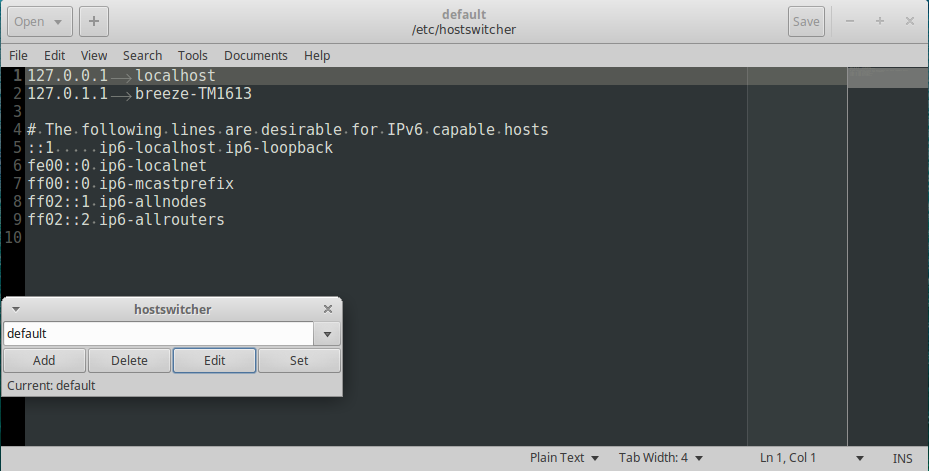 Open
+
default
/etc/hostswitcher
Save
File Edit View Search Tools Documents Help
1 127.0.0.1 localhost
2 127.0.1.1 breeze-TM1613
3
4 # The following lines are desirable for IPv6 capable hosts
5 ::1     ip6-localhost ip6-loopback
6 fe00::0 ip6-localnet
7 ff00::0 ip6-mcastprefix
8 ff02::1 ip6-allnodes
9 ff02::2 ip6-allrouters
10
hostswitcher
default
Add Delete Edit Set
Current: default
Plain Text Tab Width: 4 Ln 1, Col 1 INS